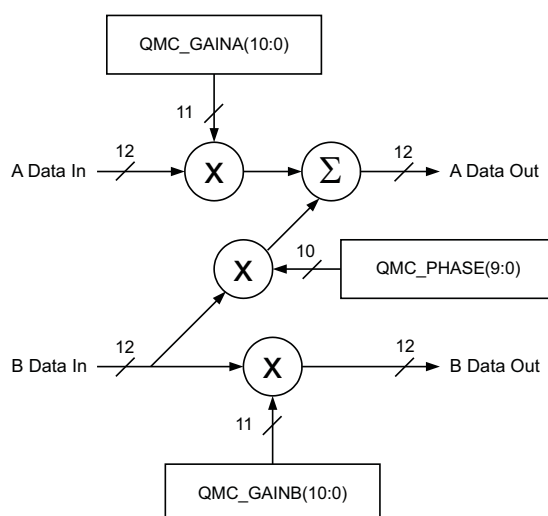 QMC_GAINA(10:0)
11
A Data In
12
X
Σ
12
A Data Out
X
10
QMC_PHASE(9:0)
B Data In
12
X
12
B Data Out
11
QMC_GAINB(10:0)